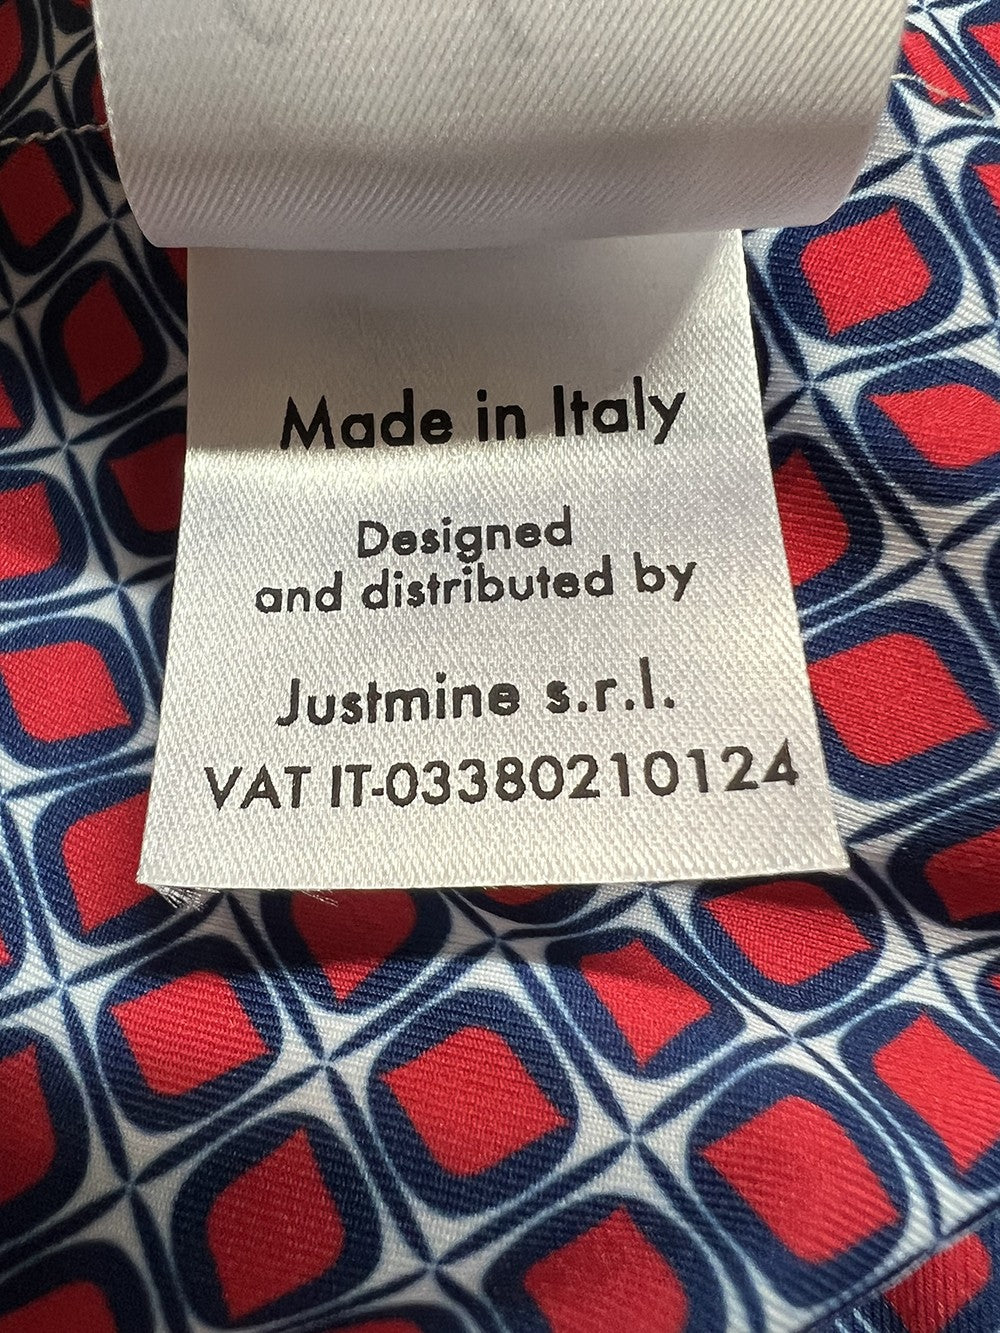 Made in Italy
Designed
and distributed by
Justmine s.r.l.
VAT IT-03380210124